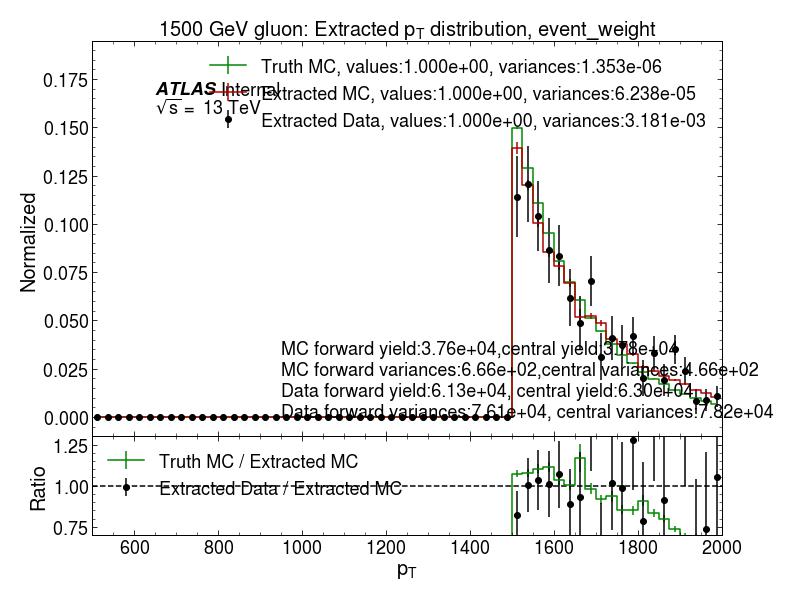 1500 GeV gluon: Extracted pT distribution, event_weight
Truth MC, values:1.000e+00, variances:1.353e-06
ATLAS Internal
Extracted MC, values:1.000e+00, variances:6.238e-05
√s = 13 TeV
Extracted Data, values:1.000e+00, variances:3.181e-03
0.175
0.150
0.125
0.100
0.075
0.050
0.025
0.000
Normalized
MC forward yield:3.76e+04,central yield:3.78e+04
MC forward variances:6.66e+02,central variances:4.66e+02
Data forward yield:6.13e+04, central yield:6.30e+04
Data forward variances:7.61e+04, central variances:7.82e+04
1.25
1.00
0.75
Ratio
Truth MC / Extracted MC
Extracted Data / Extracted MC
600 800 1000 1200 1400 1600 1800 2000
pT